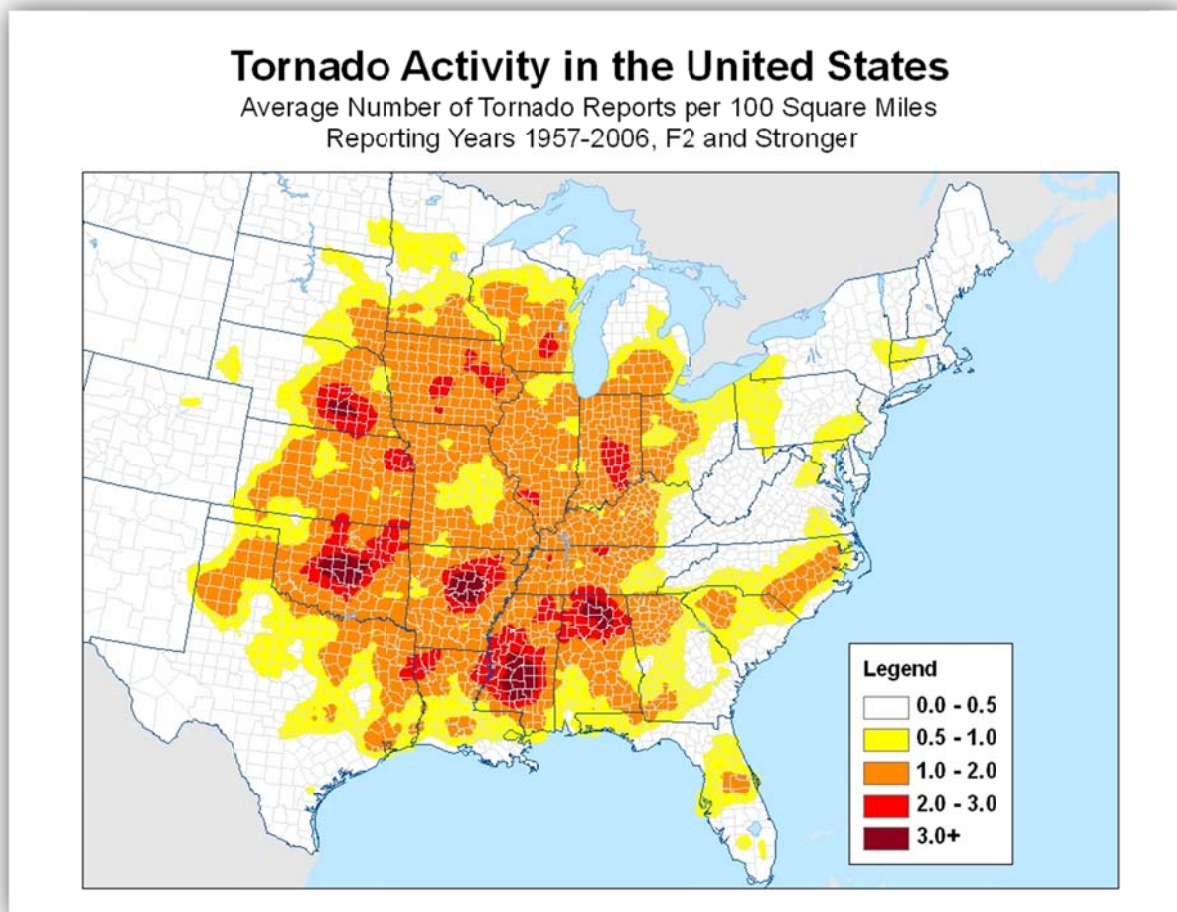 Tornado Activity in the United States
Average Number of Tornado Reports per 100 Square Miles
Reporting Years 1957-2006, F2 and Stronger
Legend
0.0 - 0.5
0.5 - 1.0
1.0 - 2.0
2.0 - 3.0
3.0+